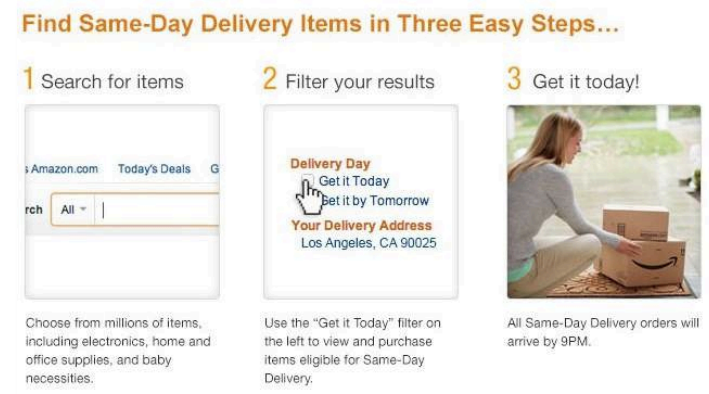 Find Same-Day Delivery Items in Three Easy Steps...
1 Search for items
2 Filter your results
3 Get it today!
s Amazon.com Today's Deals G
rch All
Delivery Day
Get it Today
Get it by Tomorrow
Your Delivery Address
Los Angeles, CA 90025
Choose from millions of items,
including electronics, home and
office supplies, and baby
necessities.
Use the “Get it Today” filter on
the left to view and purchase
items eligible for Same-Day
Delivery.
All Same-Day Delivery orders will
arrive by 9PM.